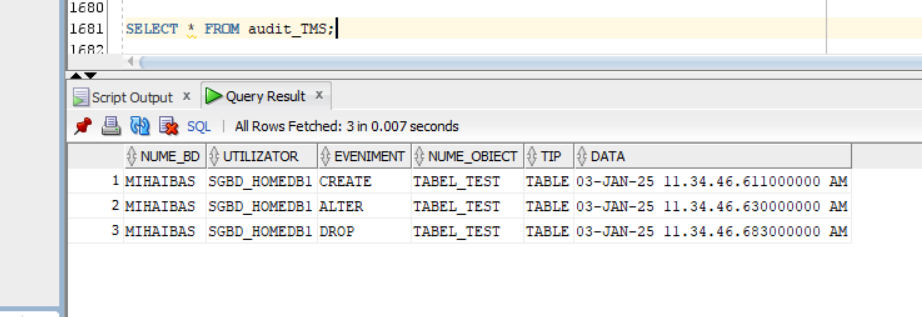 1680
1681 SELECT * FROM audit_TMS;
1682
Script Output x Query Result x
SQL | All Rows Fetched: 3 in 0.007 seconds
NUME_BD UTILIZATOR EVENIMENT NUME_OBIECT TIP DATA
1 MIHAIBAS SGBD_HOMEDB1 CREATE TABEL_TEST TABLE 03-JAN-25 11.34.46.611000000 AM
2 MIHAIBAS SGBD_HOMEDB1 ALTER TABEL_TEST TABLE 03-JAN-25 11.34.46.630000000 AM
3 MIHAIBAS SGBD_HOMEDB1 DROP TABEL_TEST TABLE 03-JAN-25 11.34.46.683000000 AM